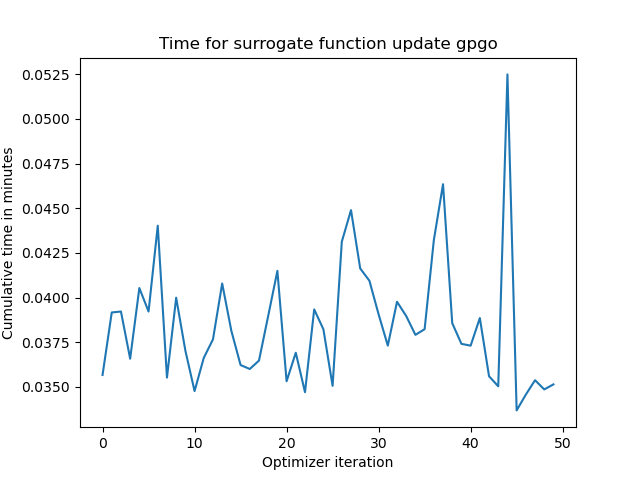 Time for surrogate function update gpgo
0.0525
0.0500
0.0475
0.0450
0.0425
0.0400
0.0375
0.0350
Cumulative time in minutes
0 10 20 30 40 50
Optimizer iteration